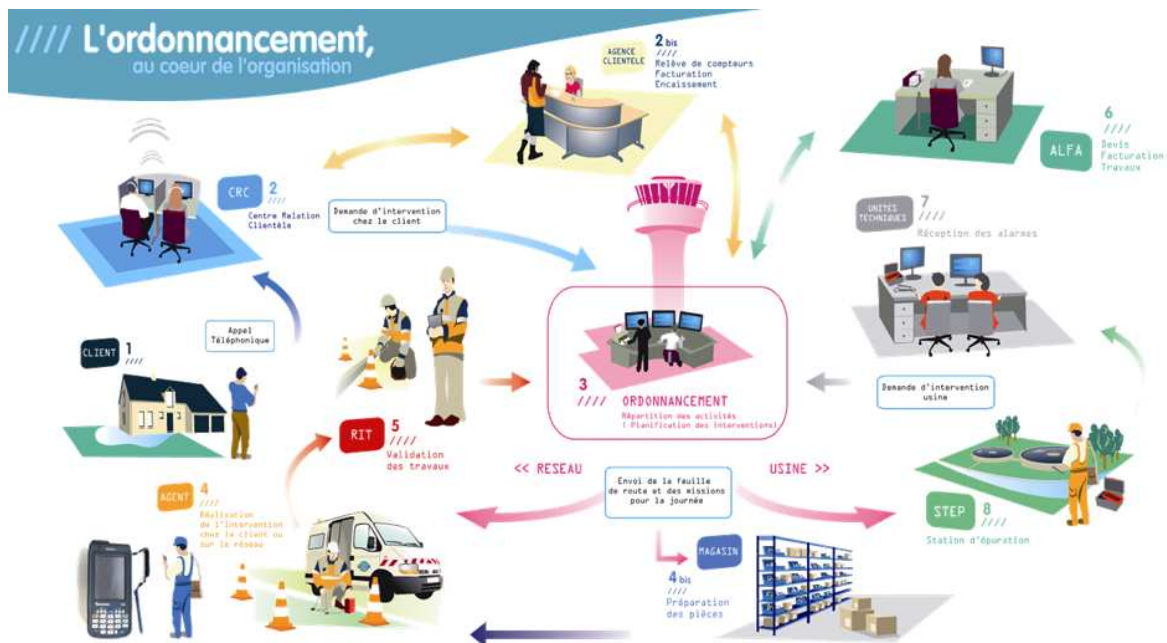 //// L'ordonnancement,
au coeur de l'organisation
AGENCE
CLIENTELE
2 bis
////
Relève de compteurs
Facturation
Encaissement
6
////
ALFA
Devis
Facturation
Travaux
CRC
2
////
Centre Relation
Clientèle
Demande d'intervention
chez le client
UNITES
TECHNIQUES
7
////
Réception des alarmes
Appel
Téléphonique
CLIENT
1
////
3
////
ORDONNANCEMENT
Répartition des activités
( Planification des interventions)
Demande d'intervention
usine
RIT
5
////
Validation
des travaux
<< RESEAU
USINE >>
Envoi de la feuille
de route et des missions
pour la journée
AGENT
4
////
Réalisation
de l'intervention
chez la client ou
sur le réseau
STEP
8
////
Station d'épuration
MAGASIN
4 bis
////
Préparation
des pièces